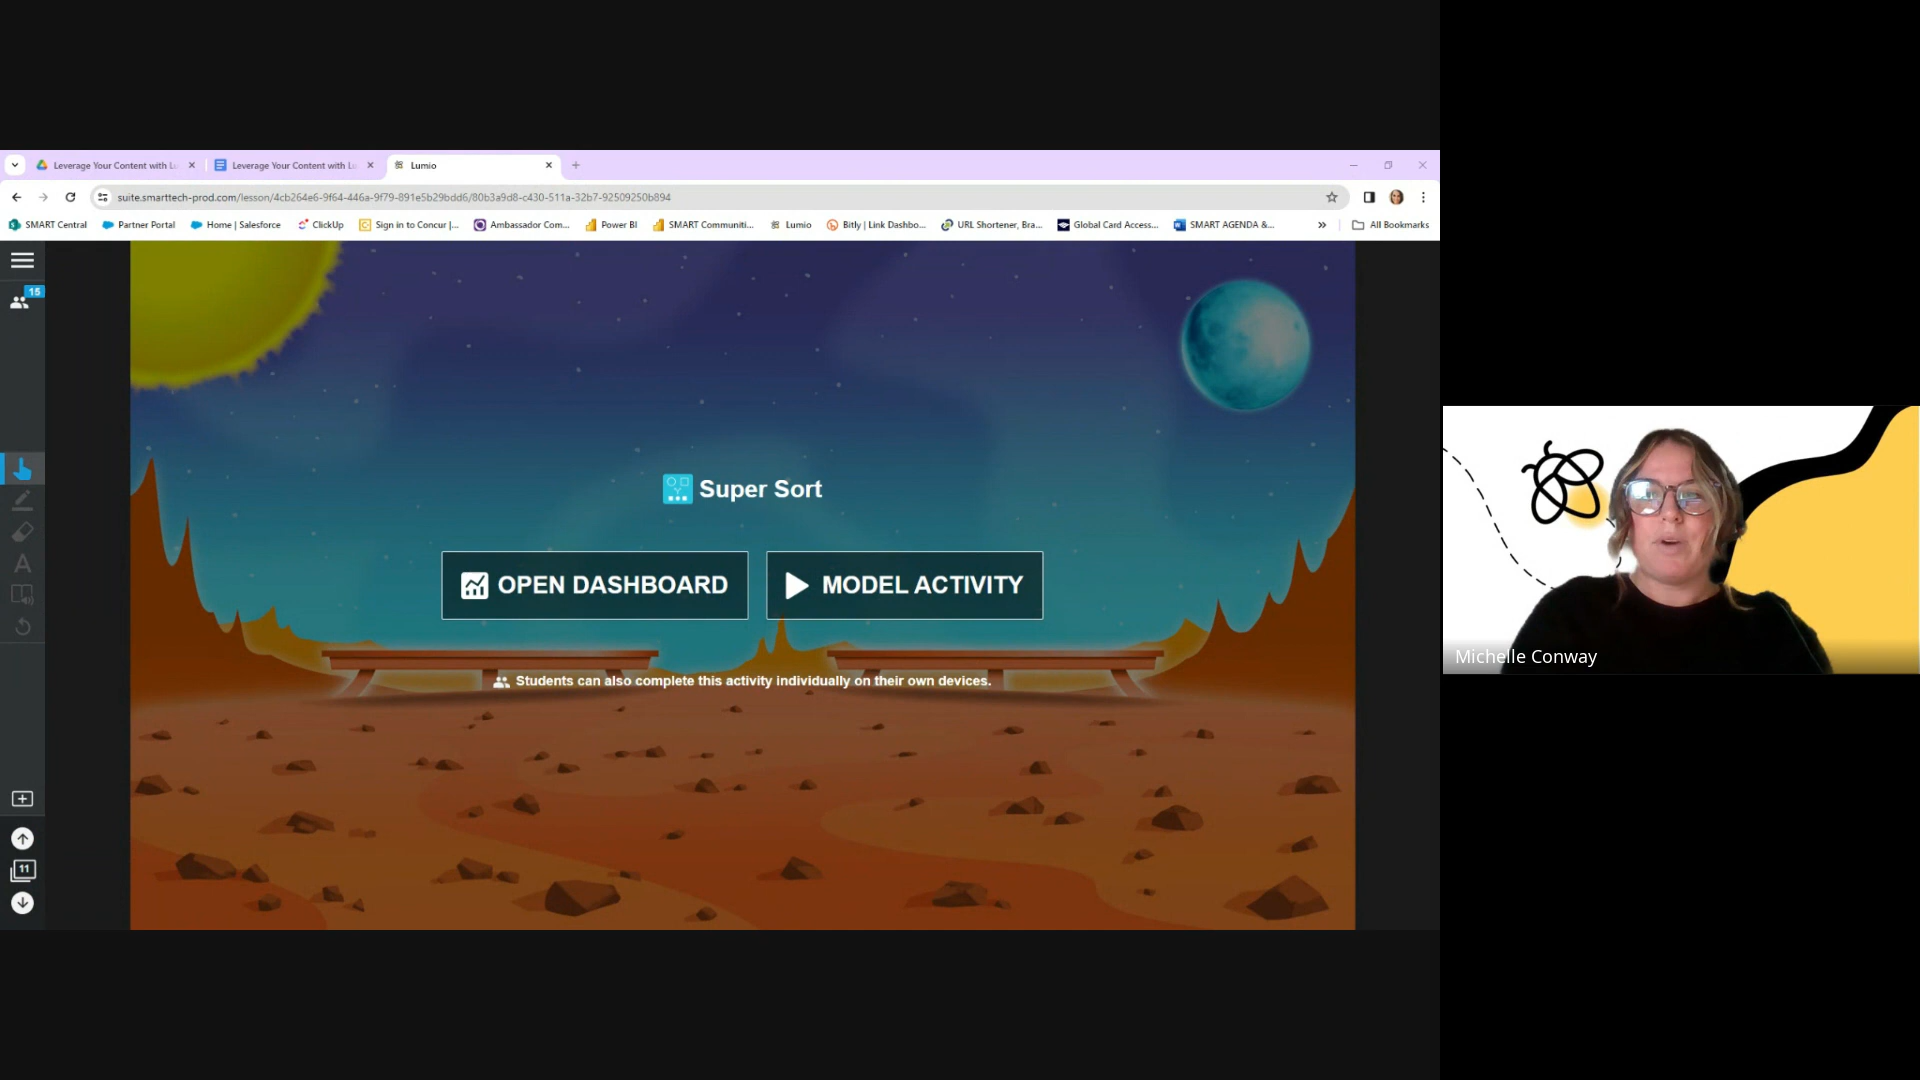 Leverage Your Content with Lu
Leverage Your Content with Lu
Lumio
suite.smarttech-prod.com/lesson/4cb264e6-9f64-446a-9f79-891e5b29bdd6/80b3a9d8-c430-511a-32b7-92509250b894
SMART Central
Partner Portal
Home | Salesforce
ClickUp
Sign in to Concur |...
Ambassador Com...
Power BI
SMART Communiti...
Lumio
Bitly | Link Dashbo...
URL Shortener, Bra...
Global Card Access...
SMART AGENDA &...
All Bookmarks
15
Super Sort
OPEN DASHBOARD
MODEL ACTIVITY
Students can also complete this activity individually on their own devices.
A
11
Michelle Conway